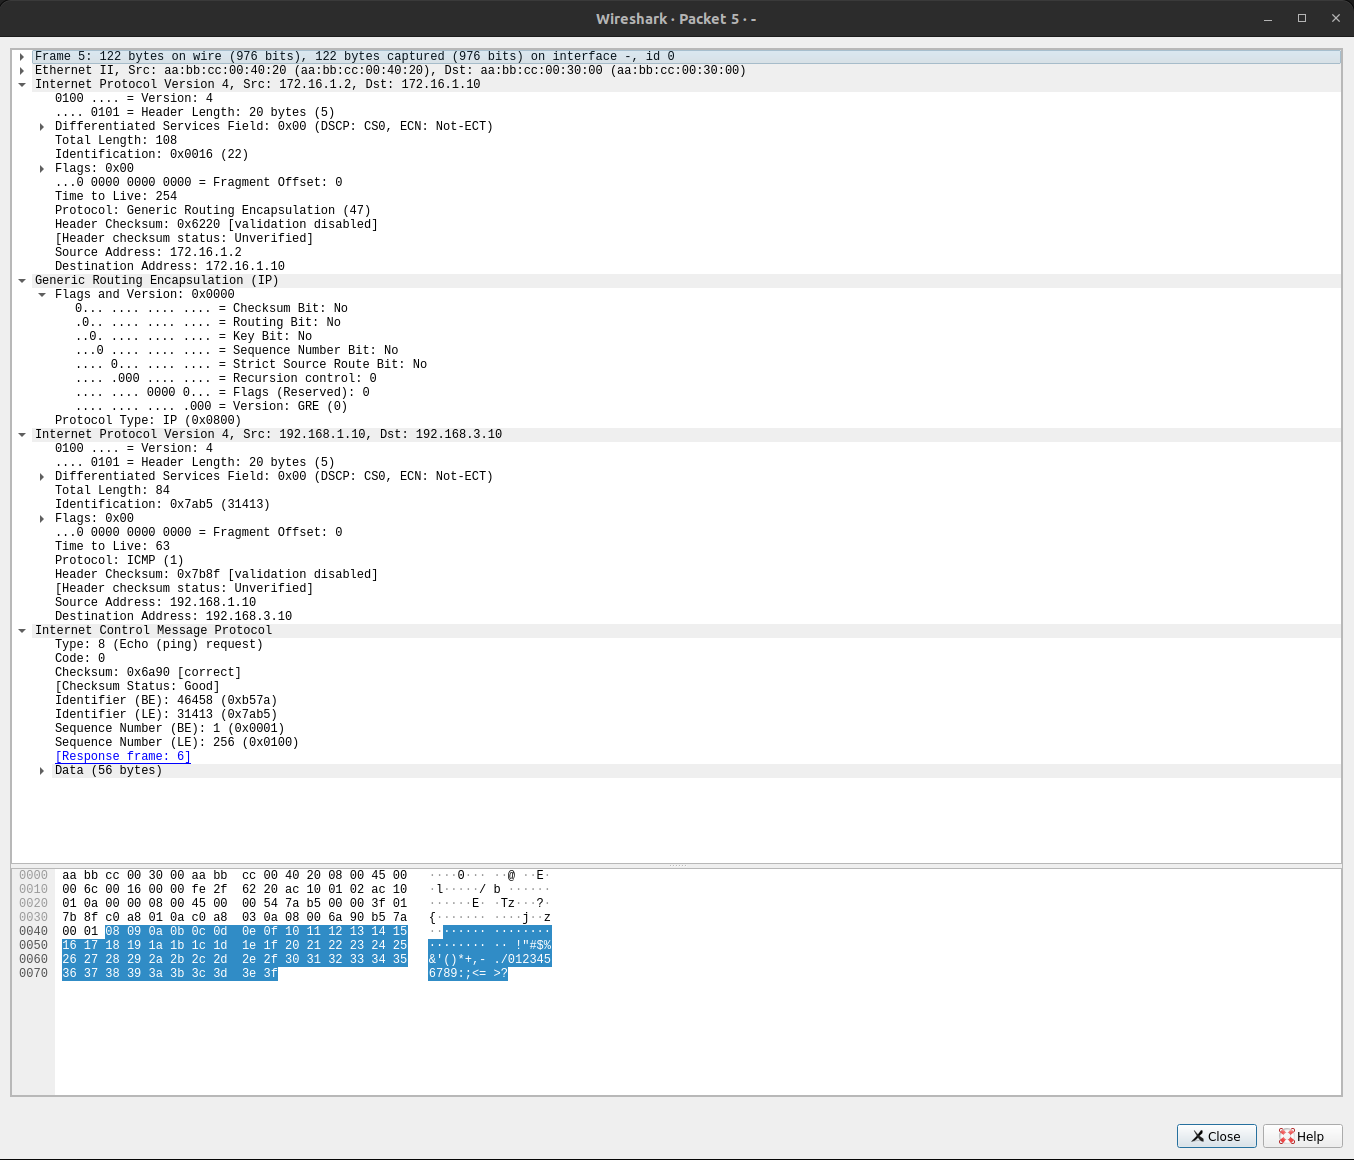 Wireshark · Packet 5 · -
Frame 5: 122 bytes on wire (976 bits), 122 bytes captured (976 bits) on interface -, id 0
Ethernet II, Src: aa:bb:cc:00:40:20 (aa:bb:cc:00:40:20), Dst: aa:bb:cc:00:30:00 (aa:bb:cc:00:30:00)
Internet Protocol Version 4, Src: 172.16.1.2, Dst: 172.16.1.10
0100 .... = Version: 4
.... 0101 = Header Length: 20 bytes (5)
Differentiated Services Field: 0x00 (DSCP: CS0, ECN: Not-ECT)
Total Length: 108
Identification: 0x0016 (22)
Flags: 0x00
...0 0000 0000 0000 = Fragment Offset: 0
Time to Live: 254
Protocol: Generic Routing Encapsulation (47)
Header Checksum: 0x6220 [validation disabled]
[Header checksum status: Unverified]
Source Address: 172.16.1.2
Destination Address: 172.16.1.10
Generic Routing Encapsulation (IP)
Flags and Version: 0x0000
0... .... .... .... = Checksum Bit: No
.0.. .... .... .... = Routing Bit: No
..0. .... .... .... = Key Bit: No
...0 .... .... .... = Sequence Number Bit: No
.... 0... .... .... = Strict Source Route Bit: No
.... .000 .... .... = Recursion control: 0
.... .... 0000 0... = Flags (Reserved): 0
.... .... .... .000 = Version: GRE (0)
Protocol Type: IP (0x0800)
Internet Protocol Version 4, Src: 192.168.1.10, Dst: 192.168.3.10
0100 .... = Version: 4
.... 0101 = Header Length: 20 bytes (5)
Differentiated Services Field: 0x00 (DSCP: CS0, ECN: Not-ECT)
Total Length: 84
Identification: 0x7ab5 (31413)
Flags: 0x00
...0 0000 0000 0000 = Fragment Offset: 0
Time to Live: 63
Protocol: ICMP (1)
Header Checksum: 0x7b8f [validation disabled]
[Header checksum status: Unverified]
Source Address: 192.168.1.10
Destination Address: 192.168.3.10
Internet Control Message Protocol
Type: 8 (Echo (ping) request)
Code: 0
Checksum: 0x6a90 [correct]
[Checksum Status: Good]
Identifier (BE): 46458 (0xb57a)
Identifier (LE): 31413 (0x7ab5)
Sequence Number (BE): 1 (0x0001)
Sequence Number (LE): 256 (0x0100)
[Response frame: 6]
Data (56 bytes)
0000 aa bb cc 00 30 00 aa bb cc 00 40 20 08 00 45 00 ····0··· ··@ ··E·
0010 00 6c 00 16 00 00 fe 2f 62 20 ac 10 01 02 ac 10 ·l·····/ b ······
0020 01 0a 00 00 08 00 45 00 00 54 7a b5 00 00 3f 01 ······E· ·Tz···?·
0030 7b 8f c0 a8 01 0a c0 a8 03 0a 08 00 6a 90 b5 7a {······· ····j··z
0040 00 01 08 09 0a 0b 0c 0d 0e 0f 10 11 12 13 14 15 ········ ········
0050 16 17 18 19 1a 1b 1c 1d 1e 1f 20 21 22 23 24 25 ········ ·· !"#$%
0060 26 27 28 29 2a 2b 2c 2d 2e 2f 30 31 32 33 34 35 &'()*+,- ./012345
0070 36 37 38 39 3a 3b 3c 3d 3e 3f 6789:;<= >?
Close Help